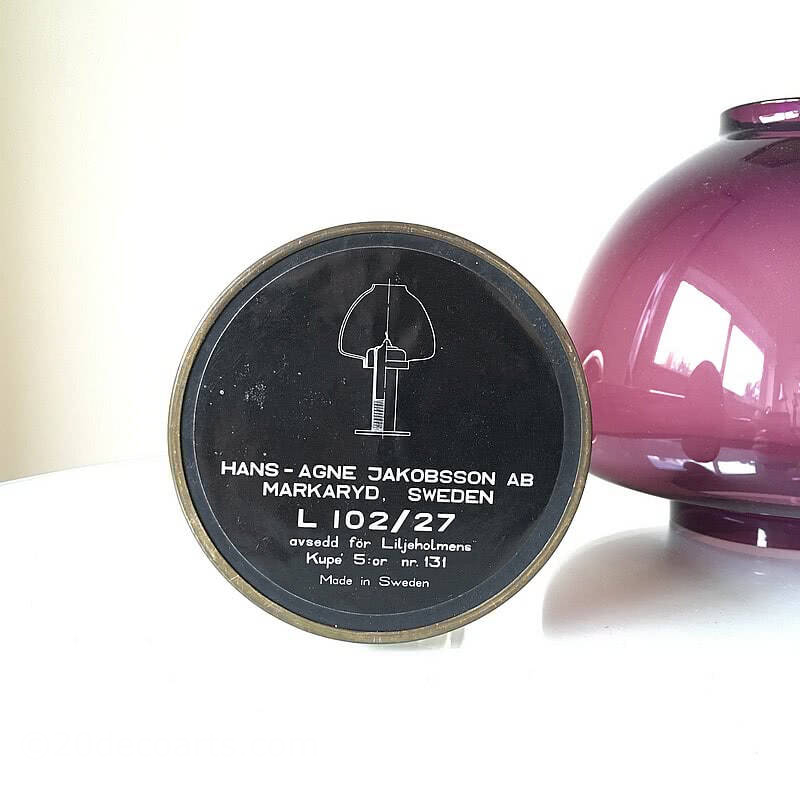 HANS-AGNE JAKOBSSON AB
MARKARYD, SWEDEN
L 102/27
avsedd för Liljeholmens
Kupé 5:or nr. 131
Made in Sweden